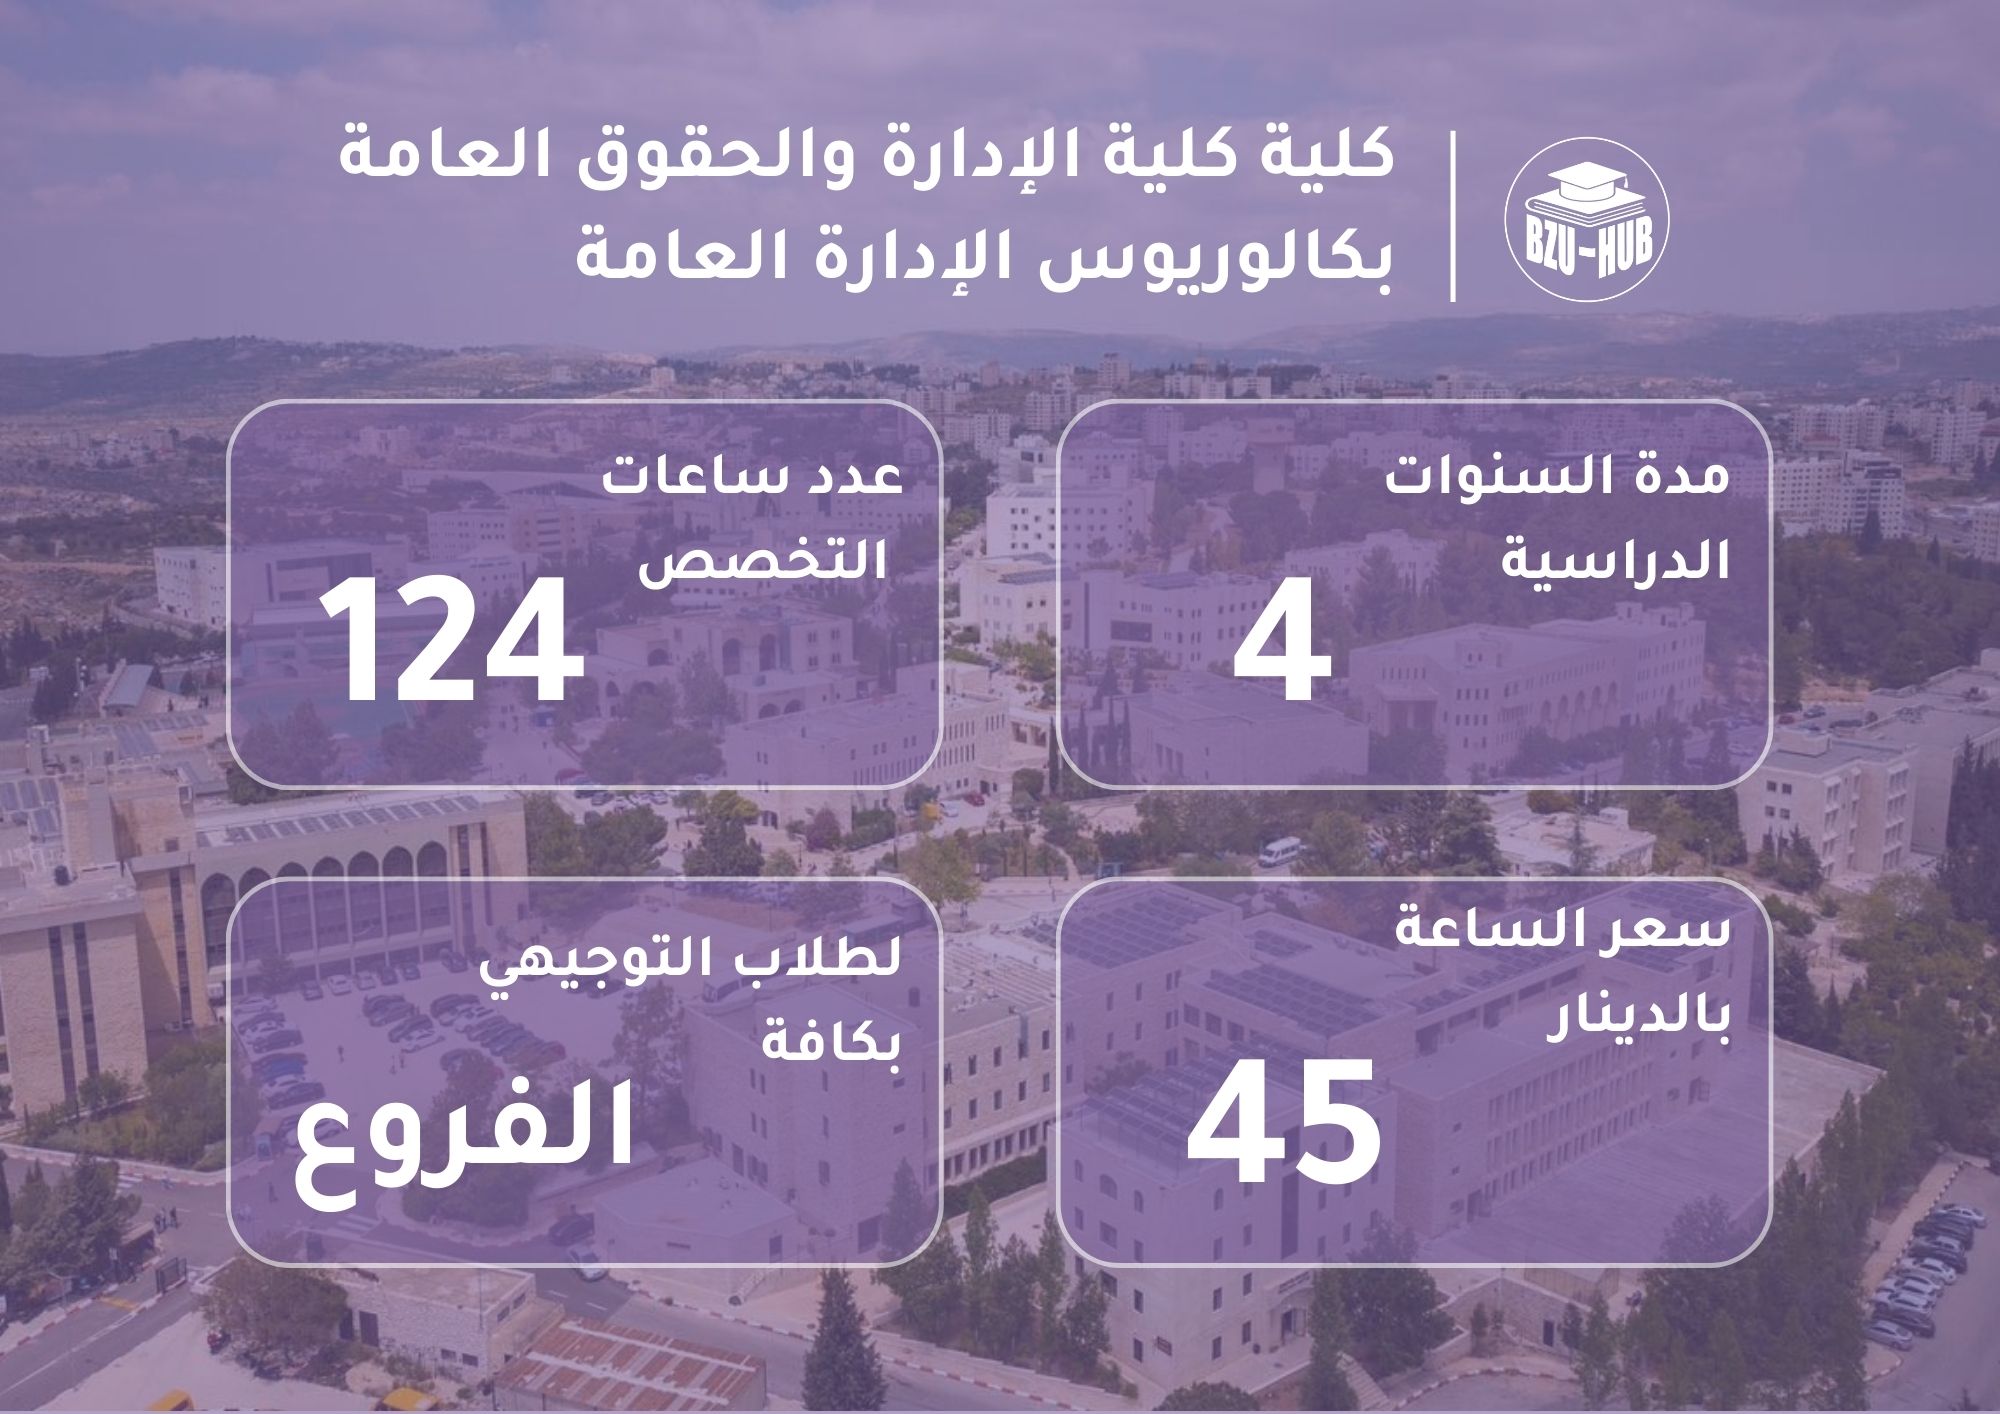 BZU-HUB
كلية كلية الإدارة والحقوق العامة
بكالوريوس الإدارة العامة
مدة السنوات
الدراسية
4
عدد ساعات
التخصص
124
سعر الساعة
بالدينار
45
لطلاب التوجيهي
بكافة
الفروع